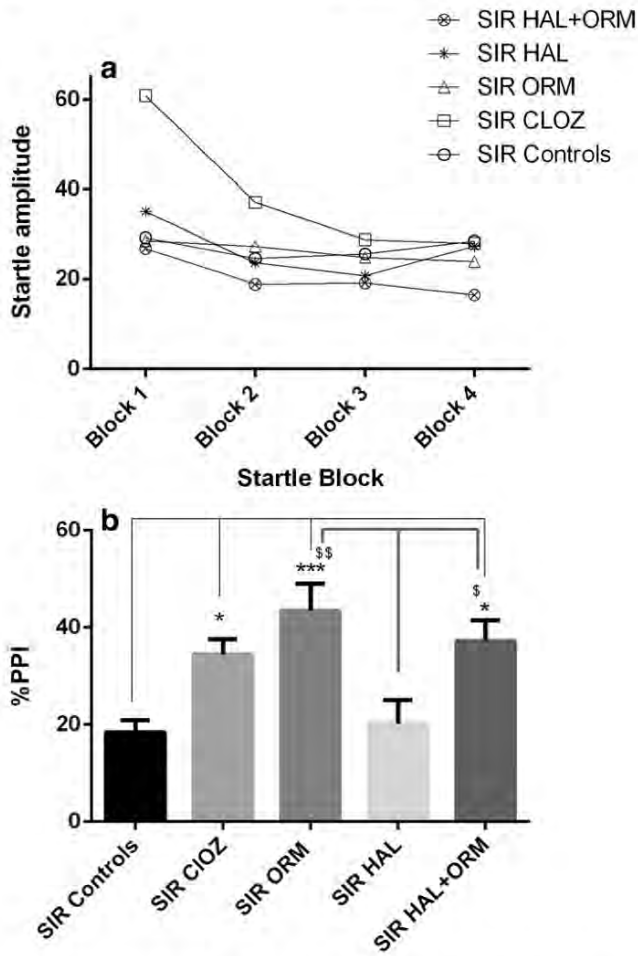 SIR HAL+ORM
SIR HAL
SIR ORM
SIR CLOZ
SIR Controls
a
Startle amplitude
60
40
20
0
Block 1
Block 2
Block 3
Block 4
Startle Block
b
%PPI
60
40
20
0
*
$$
***
$
*
SIR Controls
SIR ClOZ
SIR ORM
SIR HAL
SIR HAL+ORM